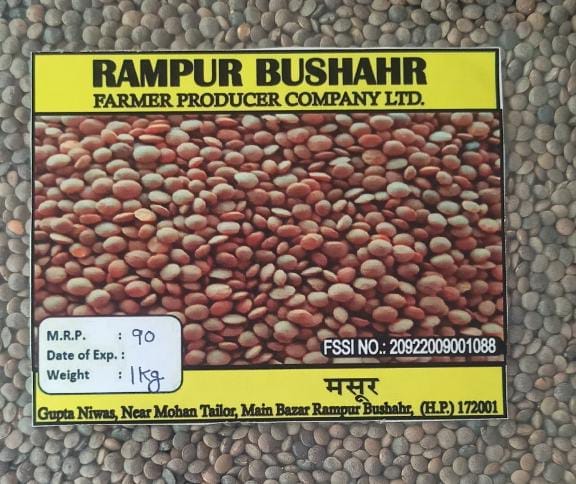 RAMPUR BUSHAHR
FARMER PRODUCER COMPANY LTD.
M.R.P. : 90
Date of Exp. :
Weight : 1kg
FSSI NO.: 20922009001088
मसूर
Gupta Niwas, Near Mohan Tailor, Main Bazar Rampur Bushahr, (H.P.) 172001